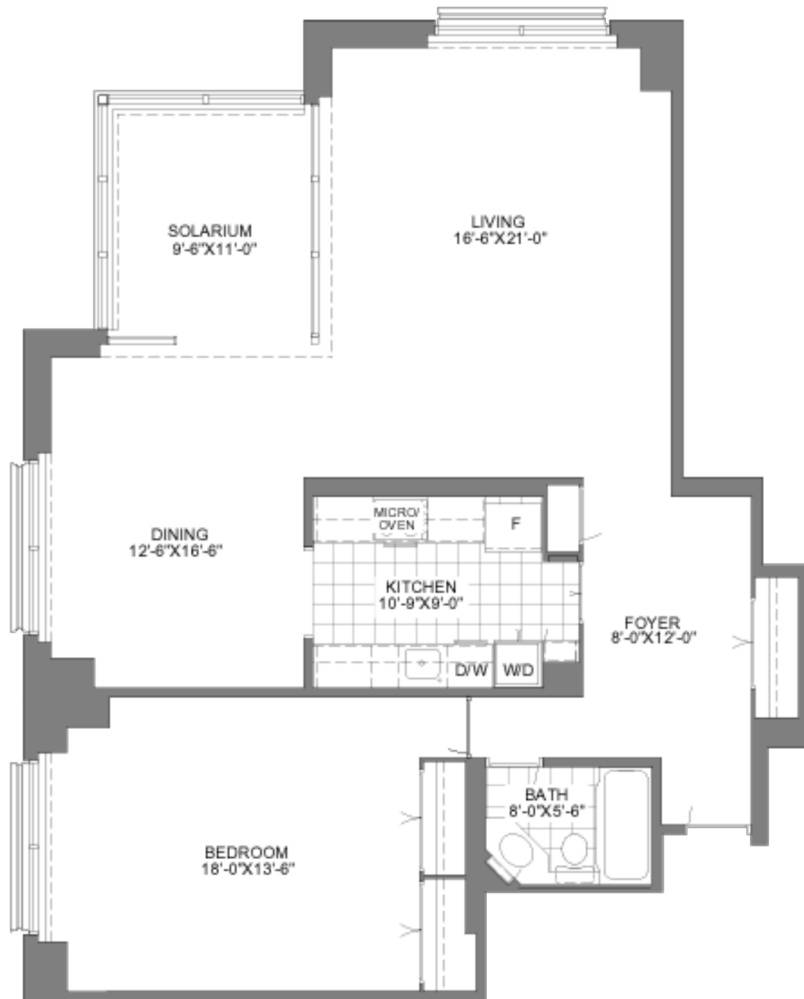 SOLARIUM
9'-6"X11'-0"
LIVING
16'-6"X21'-0"
MICRO/
OVEN
F
DINING
12'-6"X16'-6"
KITCHEN
10'-9"X9'-0"
FOYER
8'-0"X12'-0"
D/W
W/D
BATH
8'-0"X5'-6"
BEDROOM
18'-0"X13'-6"